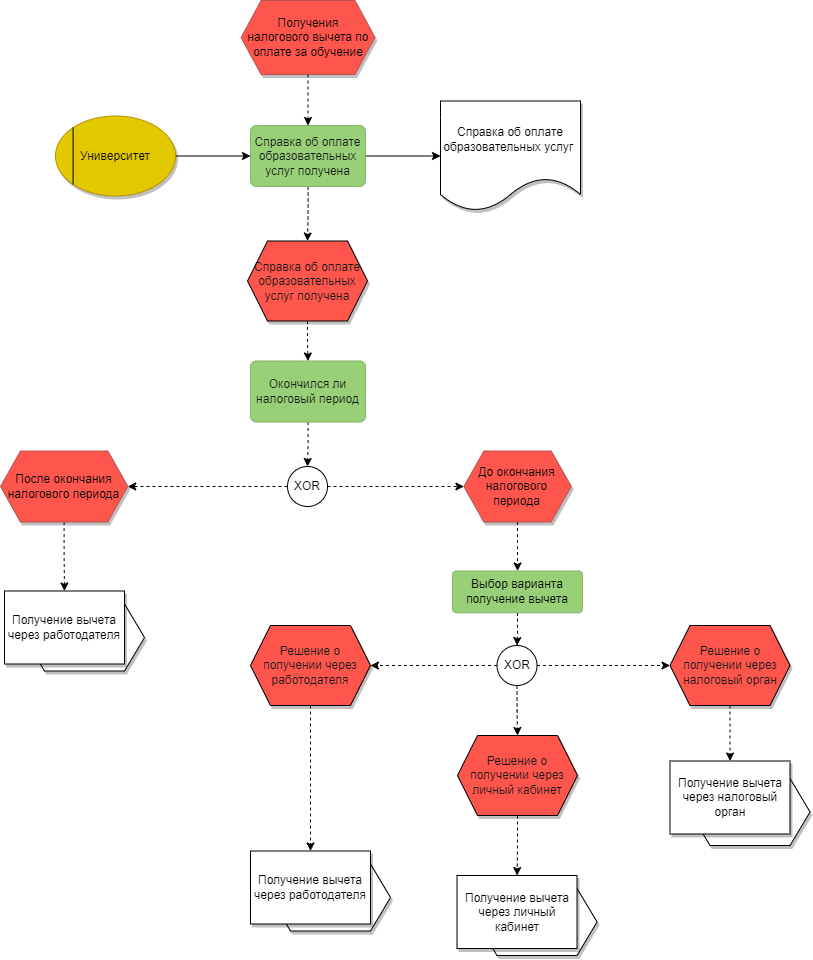 Получения
налогового вычета по
оплате за обучение
Университет
Справка об оплате
образовательных
услуг получена
Справка об оплате
образовательных услуг
Справка об оплате
образовательных
услуг получена
Окончился ли
налоговый период
После окончания
налогового периода
XOR
До окончания
налогового
периода
Получение вычета
через работодателя
Выбор варианта
получение вычета
Решение о
получении через
работодателя
XOR
Решение о
получении через
налоговый орган
Решение о
получении через
личный кабинет
Получение вычета
через налоговый
орган
Получение вычета
через работодателя
Получение вычета
через личный
кабинет